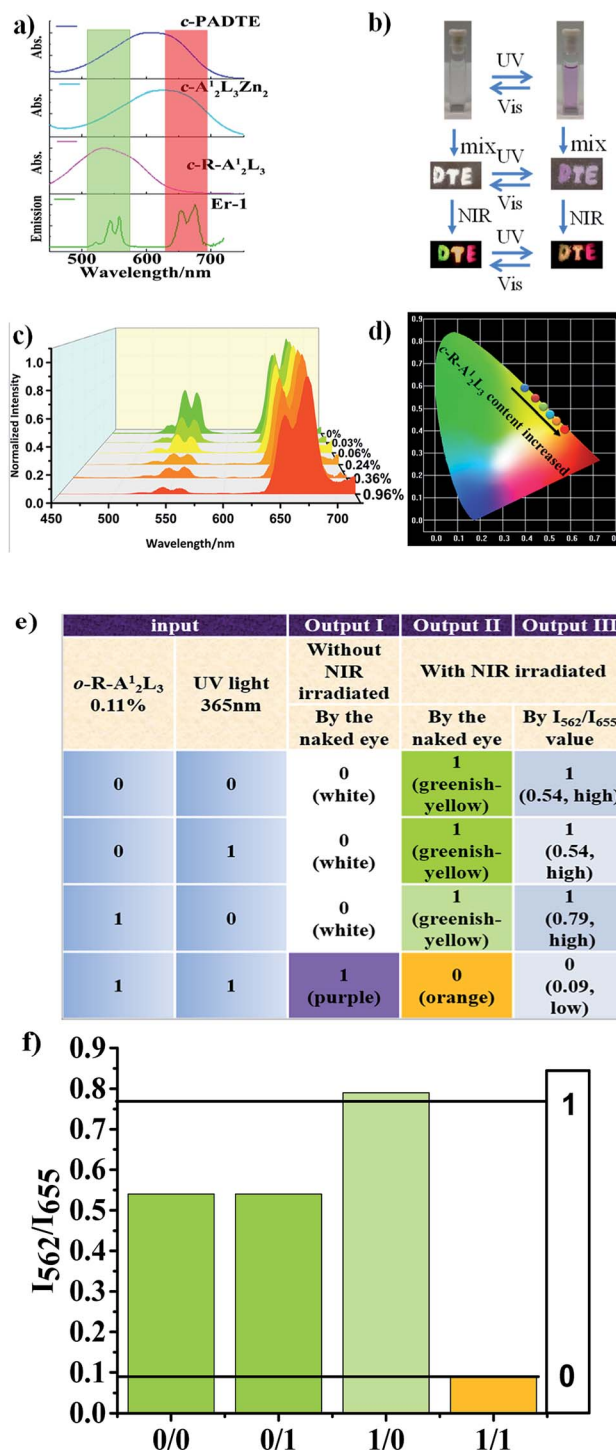 a)
Abs.
c-PADTE
Abs.
c-A¹₂L₃Zn₂
Abs.
c-R-A¹₂L₃
Emission
Er-1
500 600 700
Wavelength/nm
b)
UV
Vis
mix
mix
DTE
UV
Vis
DTE
NIR
NIR
DTE
UV
Vis
DTE
c)
Normalized Intensity
1.0
0.8
0.6
0.4
0.2
0.0
0%
0.03%
0.06%
0.24%
0.36%
0.96%
450 500 550 600 650 700
Wavelength/nm
d)
0.9
0.8
0.7
0.6
0.5
0.4
0.3
0.2
0.1
0.0
c-R-A¹₂L₃ content increased
0.0 0.1 0.2 0.3 0.4 0.5 0.6 0.7 0.8
e)
input Output I Output II Output III
o-R-A¹₂L₃
0.11%
UV light
365nm
Without
NIR
irradiated
With NIR irradiated
By the
naked eye
By the
naked eye
By I₅₆₂/I₆₅₅
value
0 0
0
(white)
1
(greenish-
yellow)
1
(0.54, high)
0 1
0
(white)
1
(greenish-
yellow)
1
(0.54,
high)
1 0
0
(white)
1
(greenish-
yellow)
1
(0.79,
high)
1 1
1
(purple)
0
(orange)
0
(0.09,
low)
f)
I₅₆₂/I₆₅₅
0.9
0.8
0.7
0.6
0.5
0.4
0.3
0.2
0.1
0.0
1
0
0/0 0/1 1/0 1/1